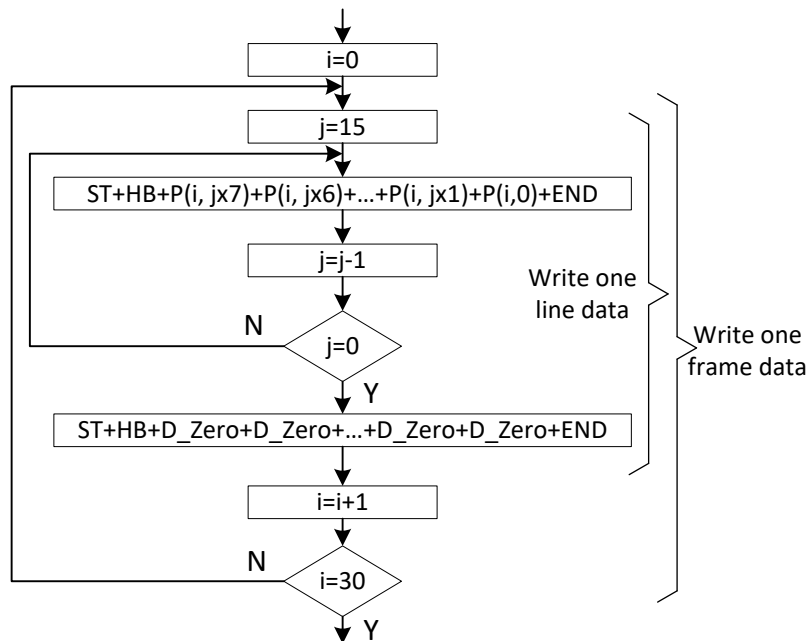 i=0
j=15
ST+HB+P(i, jx7)+P(i, jx6)+...+P(i, jx1)+P(i,0)+END
j=j-1
N
j=0
Y
ST+HB+D_Zero+D_Zero+...+D_Zero+D_Zero+END
i=i+1
N
i=30
Y
Write one
line data
Write one
frame data